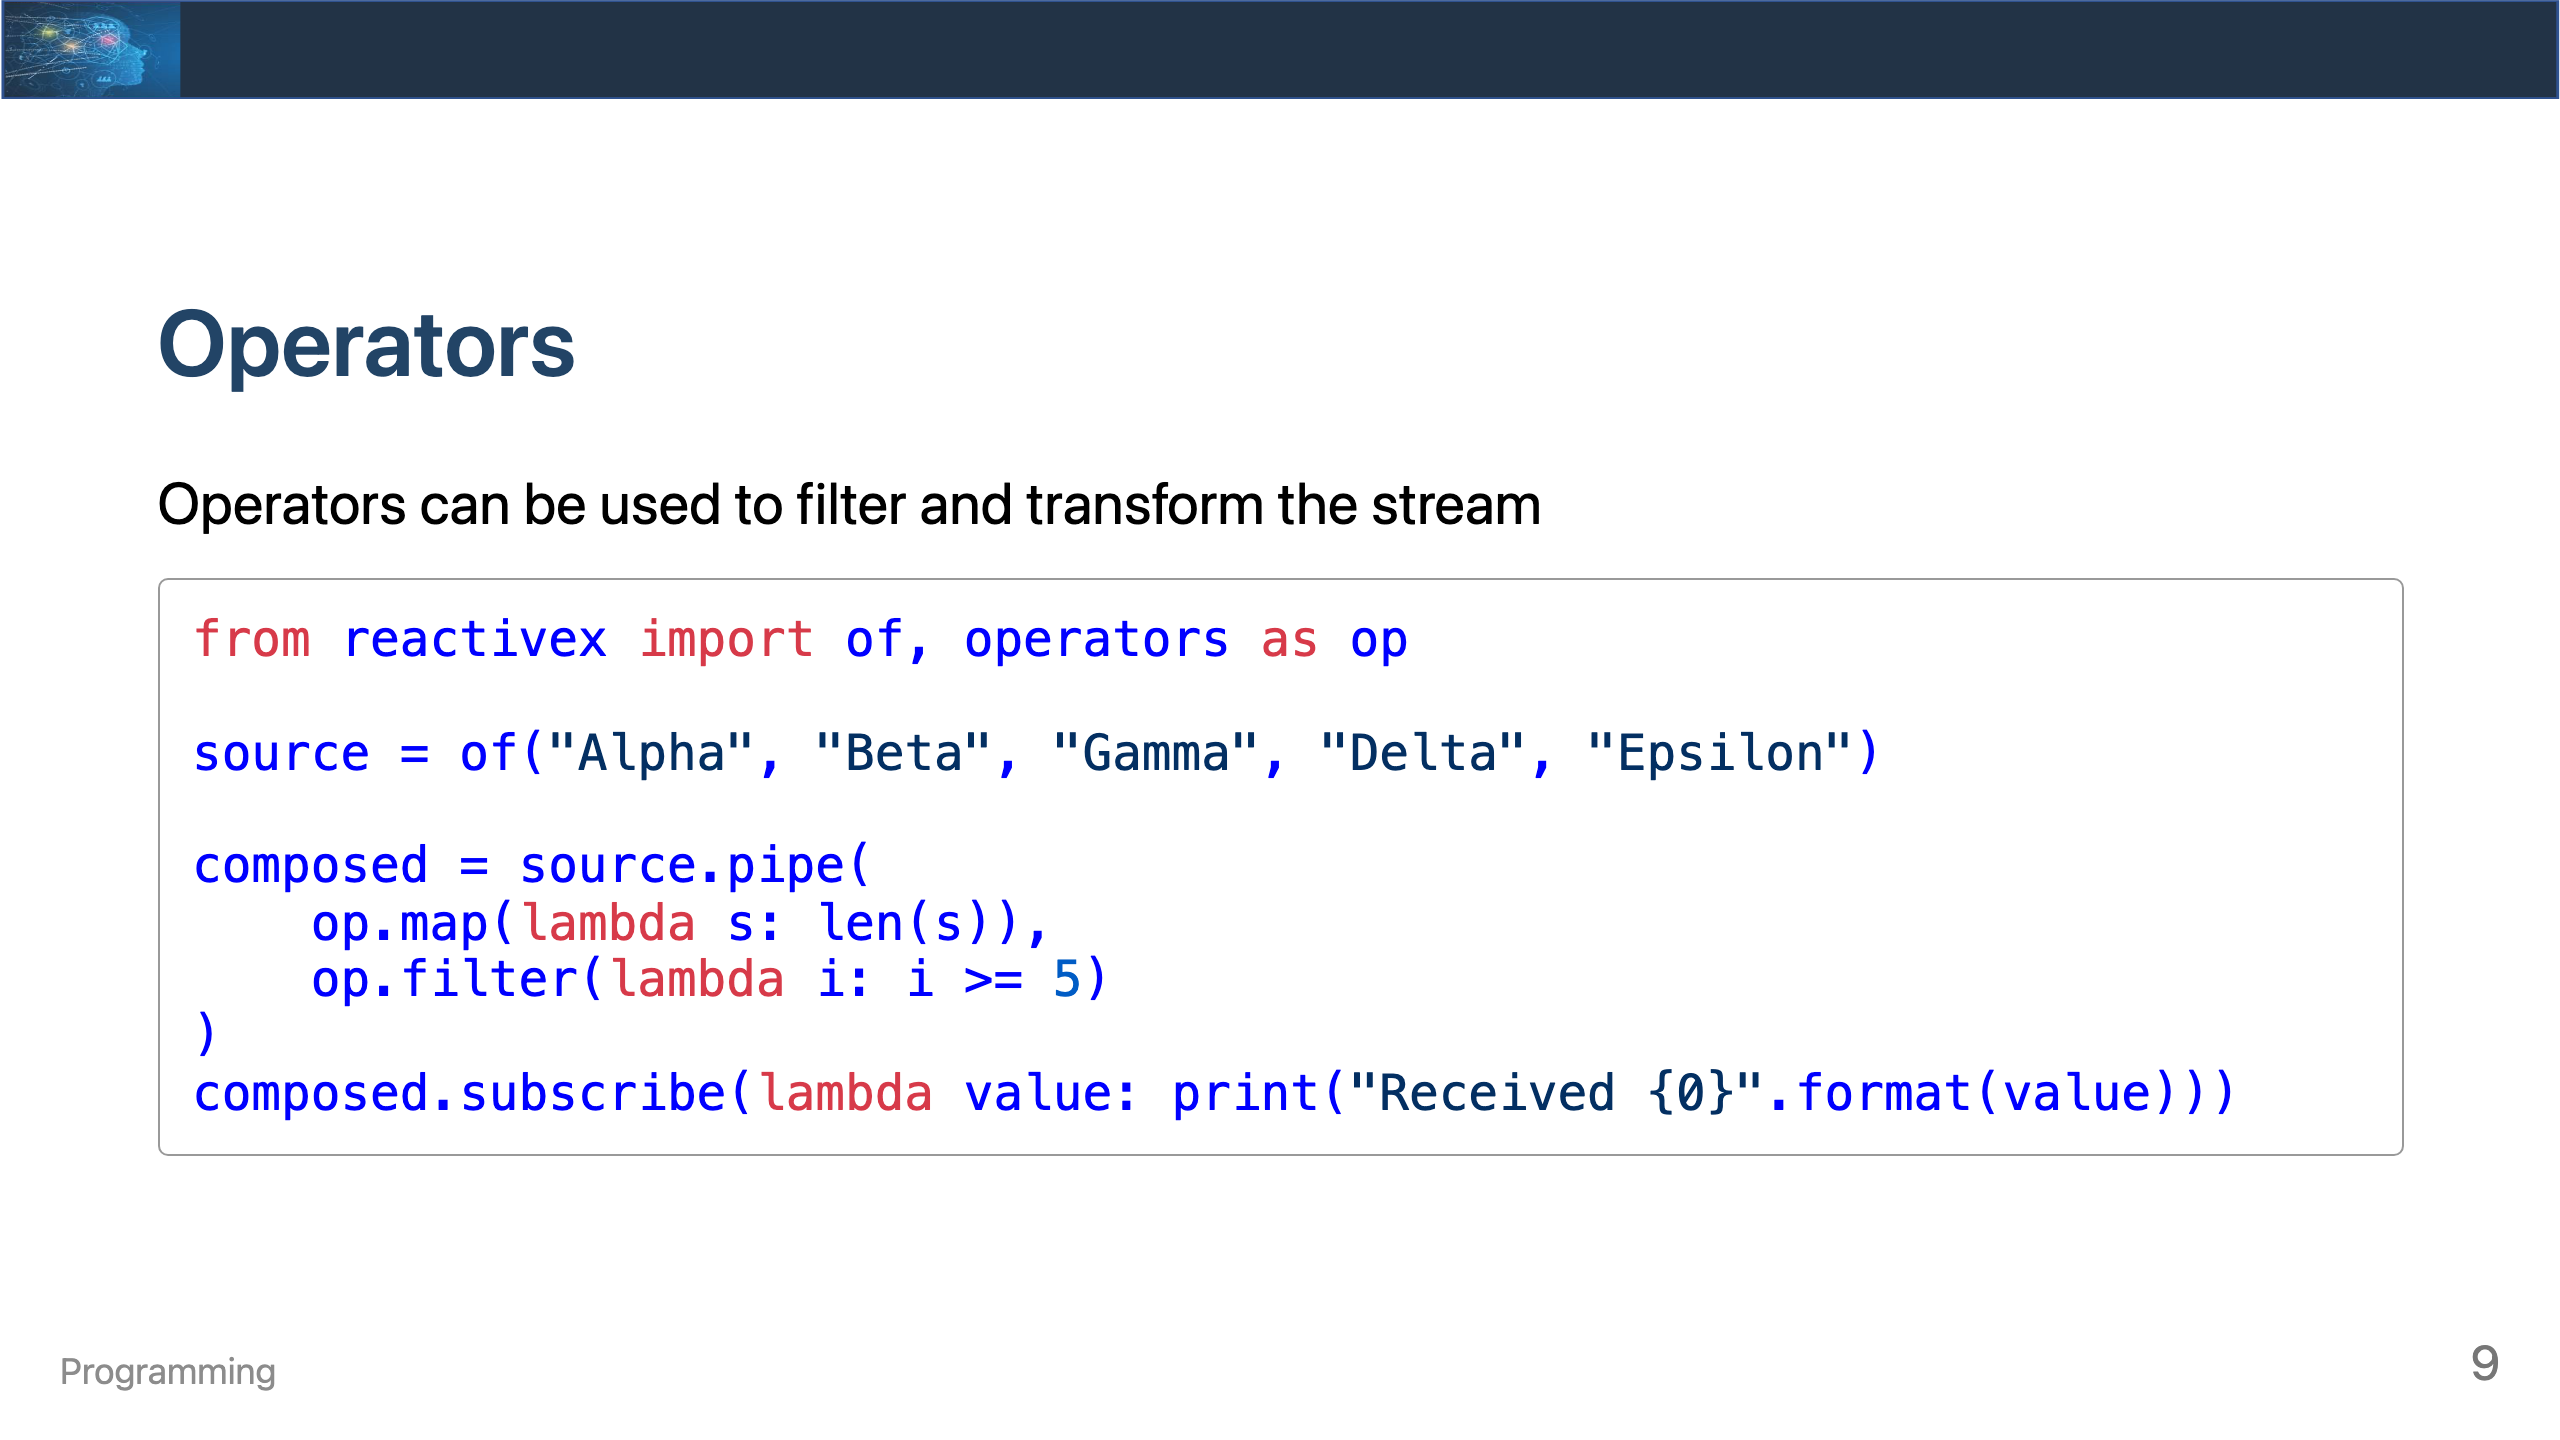 Operators
Operators can be used to filter and transform the stream
from reactivex import of, operators as op
source = of("Alpha", "Beta", "Gamma", "Delta", "Epsilon")
composed = source.pipe(
    op.map(lambda s: len(s)),
    op.filter(lambda i: i >= 5)
)
composed.subscribe(lambda value: print("Received {0}".format(value)))
Programming
9